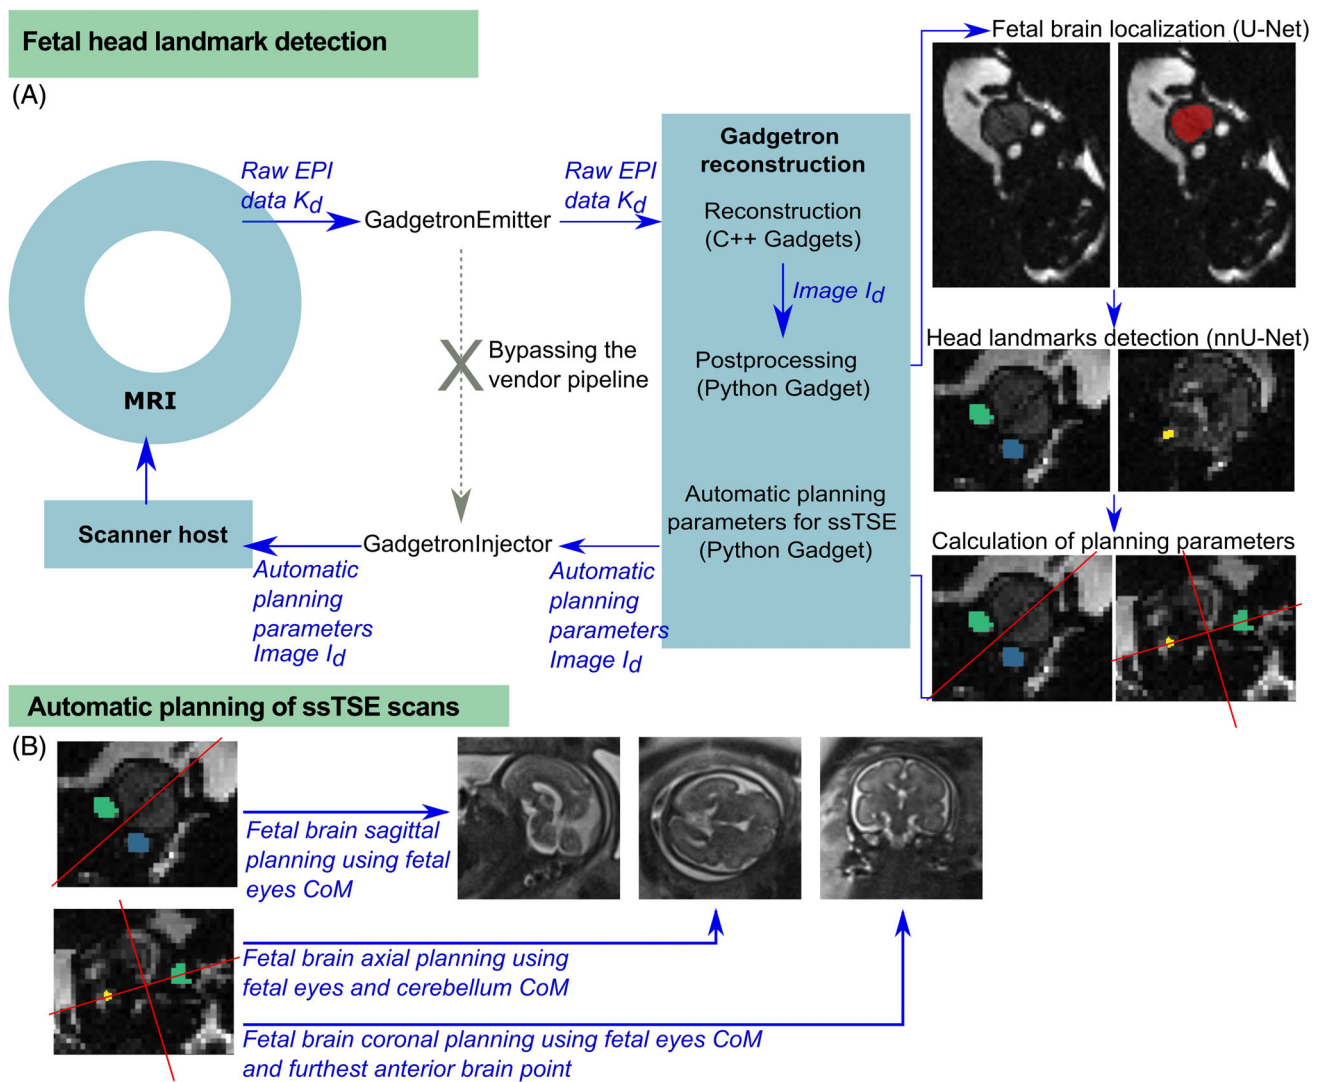 Fetal head landmark detection
(A)
Fetal brain localization (U-Net)
Raw EPI
data Kd
GadgetronEmitter
Raw EPI
data Kd
Gadgetron
reconstruction
Reconstruction
(C++ Gadgets)
Image Id
Bypassing the
vendor pipeline
Postprocessing
(Python Gadget)
Head landmarks detection (nnU-Net)
MRI
Automatic planning
parameters for ssTSE
(Python Gadget)
Scanner host
GadgetronInjector
Automatic
planning
parameters
Image Id
Automatic
planning
parameters
Image Id
Calculation of planning parameters
Automatic planning of ssTSE scans
(B)
Fetal brain sagittal
planning using fetal
eyes CoM
Fetal brain axial planning using
fetal eyes and cerebellum CoM
Fetal brain coronal planning using fetal eyes CoM
and furthest anterior brain point